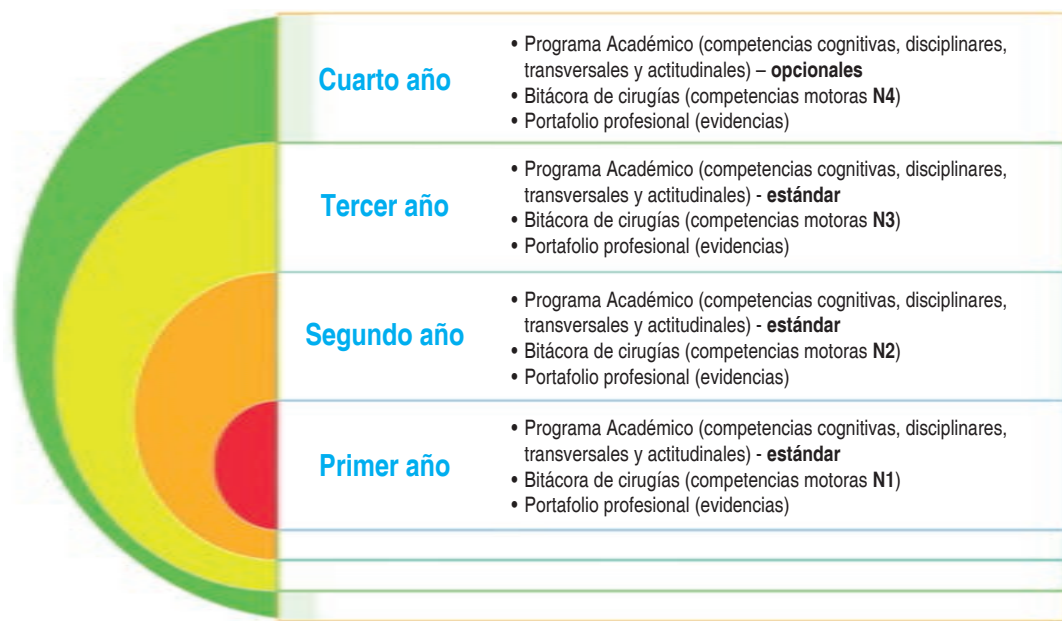 Cuarto año
• Programa Académico (competencias cognitivas, disciplinares,
transversales y actitudinales) – opcionales
• Bitácora de cirugías (competencias motoras N4)
• Portafolio profesional (evidencias)
Tercer año
• Programa Académico (competencias cognitivas, disciplinares,
transversales y actitudinales) - estándar
• Bitácora de cirugías (competencias motoras N3)
• Portafolio profesional (evidencias)
Segundo año
• Programa Académico (competencias cognitivas, disciplinares,
transversales y actitudinales) - estándar
• Bitácora de cirugías (competencias motoras N2)
• Portafolio profesional (evidencias)
Primer año
• Programa Académico (competencias cognitivas, disciplinares,
transversales y actitudinales) - estándar
• Bitácora de cirugías (competencias motoras N1)
• Portafolio profesional (evidencias)